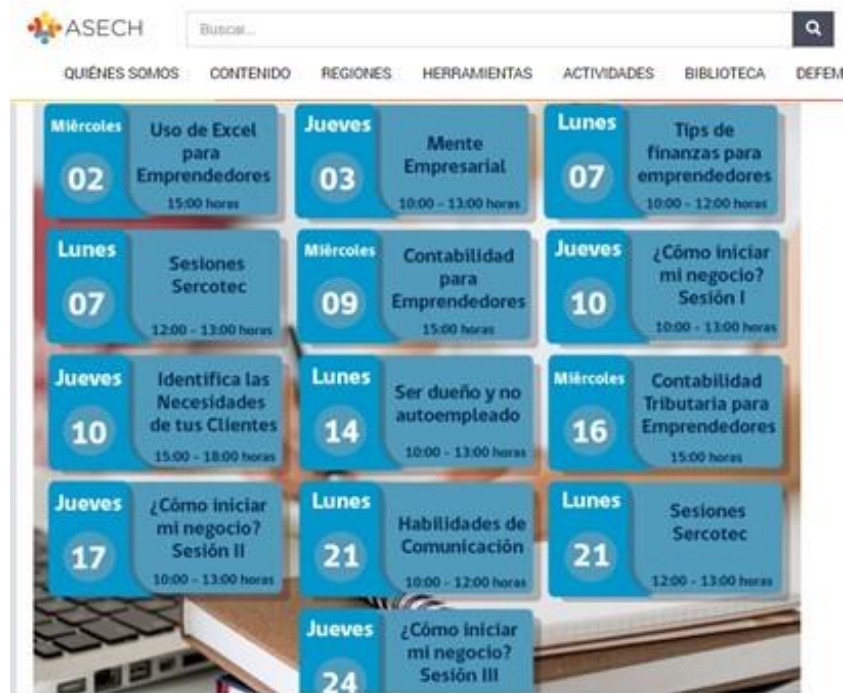 ASECH
Buscar...
QUIÉNES SOMOS CONTENIDO REGIONES HERRAMIENTAS ACTIVIDADES BIBLIOTECA DEFEM
Miércoles
02
Uso de Excel
para
Emprendedores
15:00 horas
Jueves
03
Mente
Empresarial
10:00 - 13:00 horas
Lunes
07
Tips de
finanzas para
emprendedores
10:00 - 12:00 horas
Lunes
07
Sesiones
Sercotec
12:00 - 13:00 horas
Miércoles
09
Contabilidad
para
Emprendedores
15:00 horas
Jueves
10
¿Cómo iniciar
mi negocio?
Sesión I
10:00 - 13:00 horas
Jueves
10
Identifica las
Necesidades
de tus Clientes
15:00 - 18:00 horas
Lunes
14
Ser dueño y no
autoempleado
10:00 - 13:00 horas
Miércoles
16
Contabilidad
Tributaria para
Emprendedores
15:00 horas
Jueves
17
¿Cómo iniciar
mi negocio?
Sesión II
10:00 - 13:00 horas
Lunes
21
Habilidades de
Comunicación
10:00 - 12:00 horas
Lunes
21
Sesiones
Sercotec
12:00 - 13:00 horas
Jueves
24
¿Cómo iniciar
mi negocio?
Sesión III